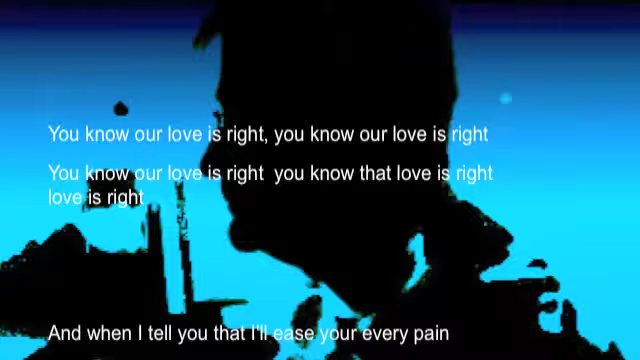 You know our love is right, you know our love is right
You know our love is right  you know that love is right
love is right
And when I tell you that I'll ease your every pain